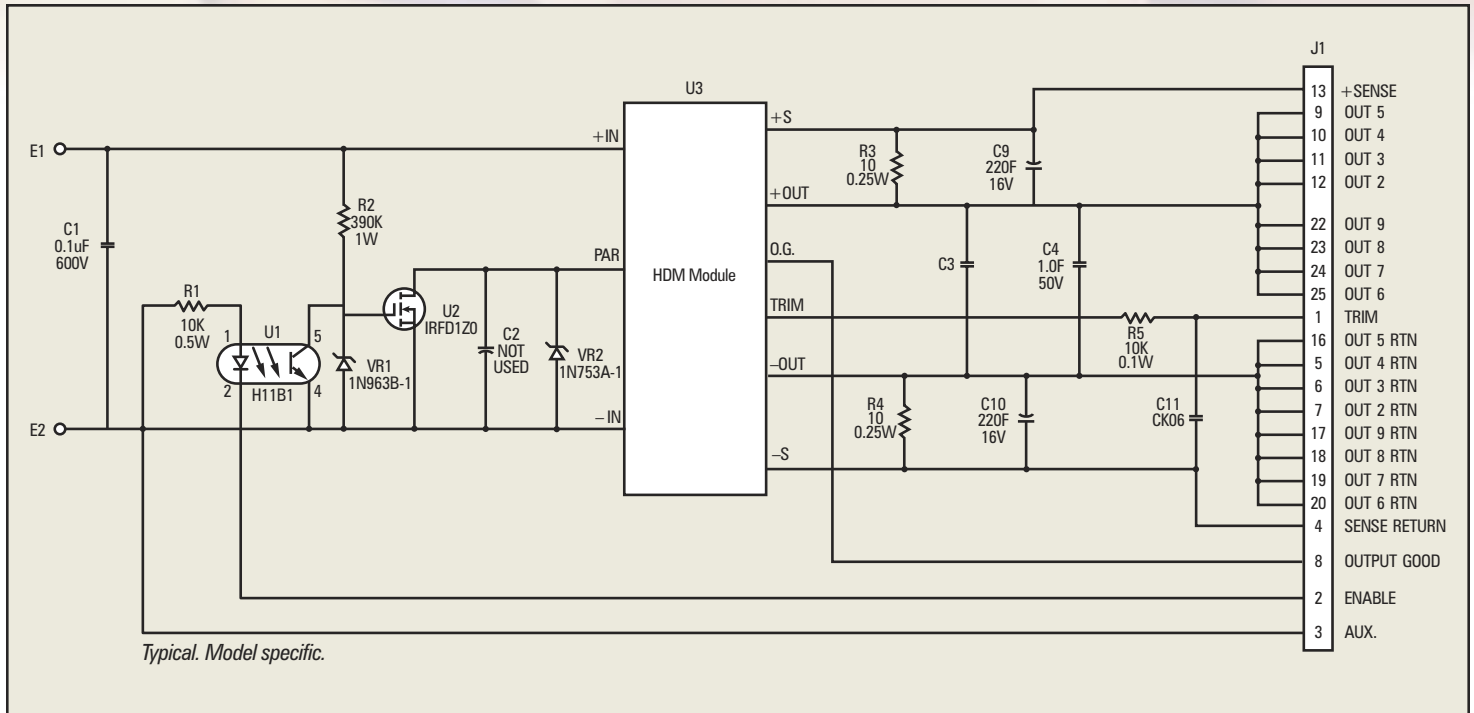 J1
U3
E1
C1
0.1uF
600V
R2
390K
1W
R1
10K
0.5W
U1
1
5
2
4
H11B1
VR1
1N963B-1
U2
IRFD1Z0
C2
NOT
USED
VR2
1N753A-1
E2
+IN
PAR
–IN
HDM Module
+S
+OUT
O.G.
TRIM
–OUT
–S
R3
10
0.25W
C9
220F
16V
C3
C4
1.0F
50V
R5
10K
0.1W
R4
10
0.25W
C10
220F
16V
C11
CK06
13 +SENSE
9 OUT 5
10 OUT 4
11 OUT 3
12 OUT 2
22 OUT 9
23 OUT 8
24 OUT 7
25 OUT 6
1 TRIM
16 OUT 5 RTN
5 OUT 4 RTN
6 OUT 3 RTN
7 OUT 2 RTN
17 OUT 9 RTN
18 OUT 8 RTN
19 OUT 7 RTN
20 OUT 6 RTN
4 SENSE RETURN
8 OUTPUT GOOD
2 ENABLE
3 AUX.
Typical. Model specific.